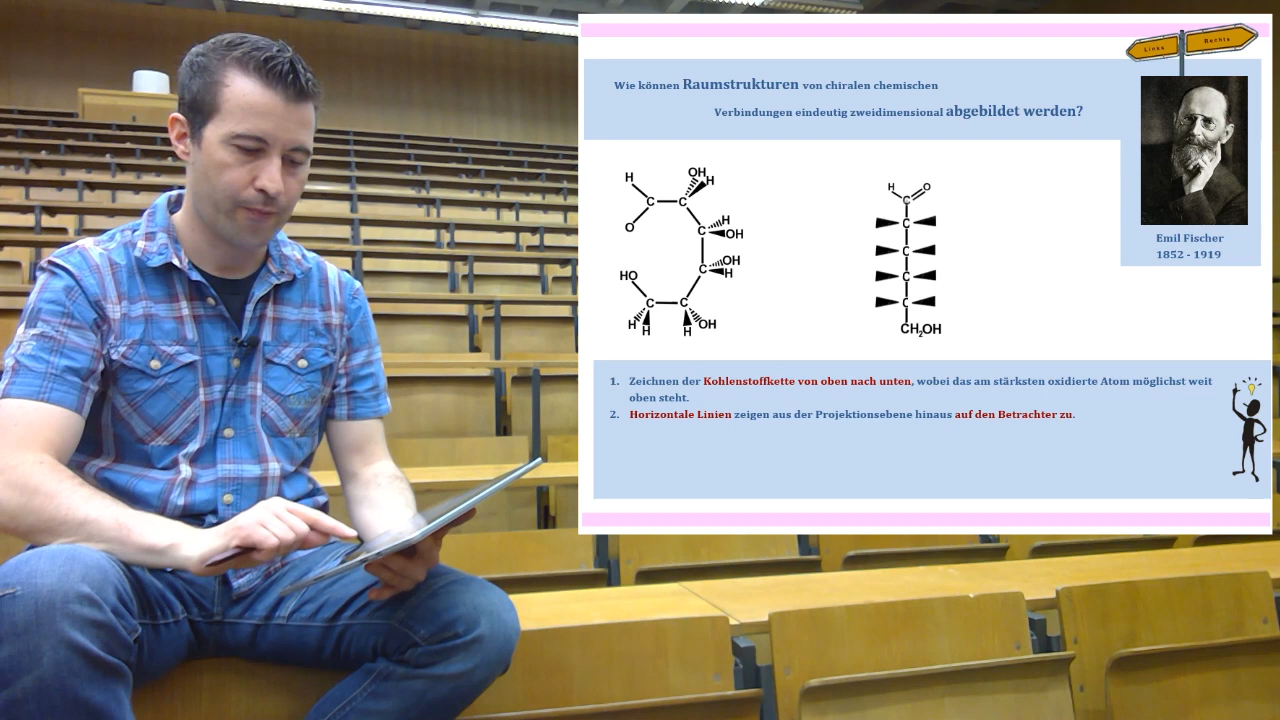 Links
Rechts
Wie können Raumstrukturen von chiralen chemischen
Verbindungen eindeutig zweidimensional abgebildet werden?
Emil Fischer
1852 - 1919
H
O
C
C
OH
H
C
H
OH
C
OH
H
HO
C
C
H
H
H
OH
H
O
C
C
C
C
C
CH₂OH
1. Zeichnen der Kohlenstoffkette von oben nach unten, wobei das am stärksten oxidierte Atom möglichst weit
oben steht.
2. Horizontale Linien zeigen aus der Projektionsebene hinaus auf den Betrachter zu.